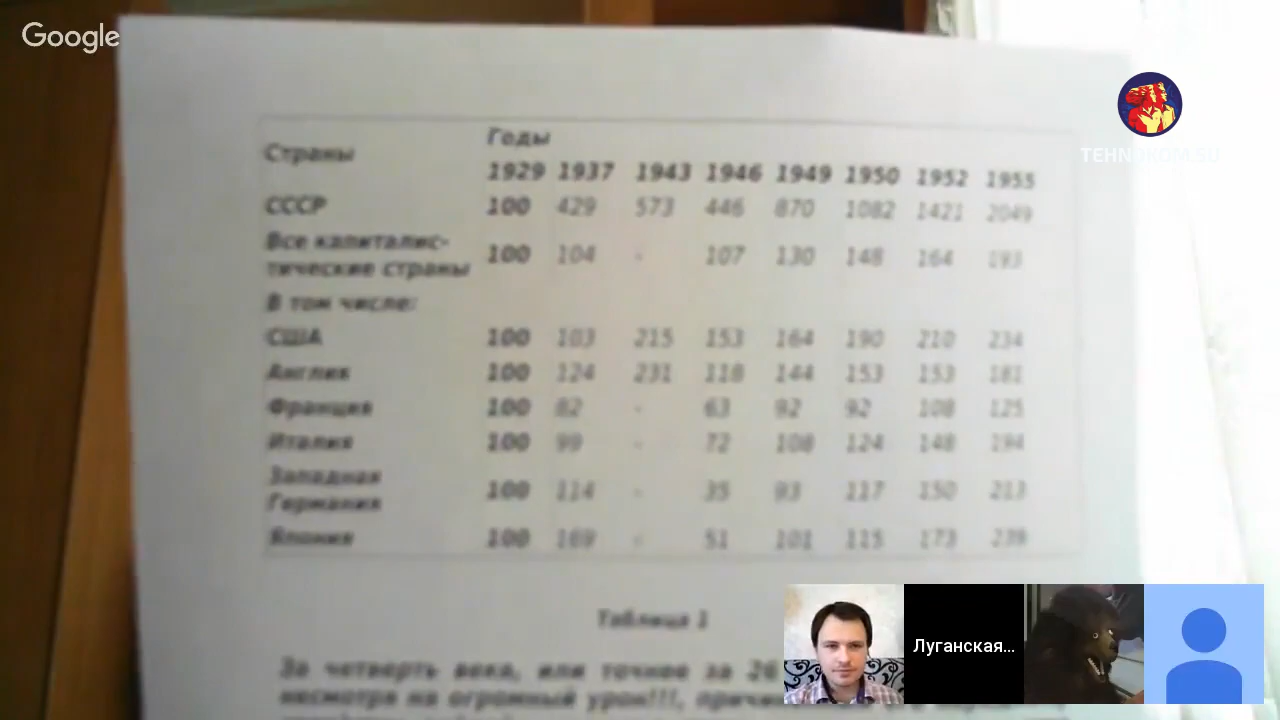 Google
TEHNOKOM.SU
Страны
Годы
1929 1937 1943 1946 1949 1950 1952 1955
СССР 100 429 573 446 870 1082 1421 2049
Все капиталис-
тические страны 100 104 - 107 130 148 164 193
В том числе:
США 100 103 215 153 164 190 210 234
Англия 100 124 231 118 144 153 153 181
Франция 100 82 - 63 92 92 108 125
Италия 100 99 - 72 108 124 148 194
Западная
Германия 100 114 - 35 93 117 150 213
Япония 100 169 - 51 101 115 173 239
Таблица 1
За четверть века, или точнее за 26
несмотря на огромный урон!!!,
Луганская...